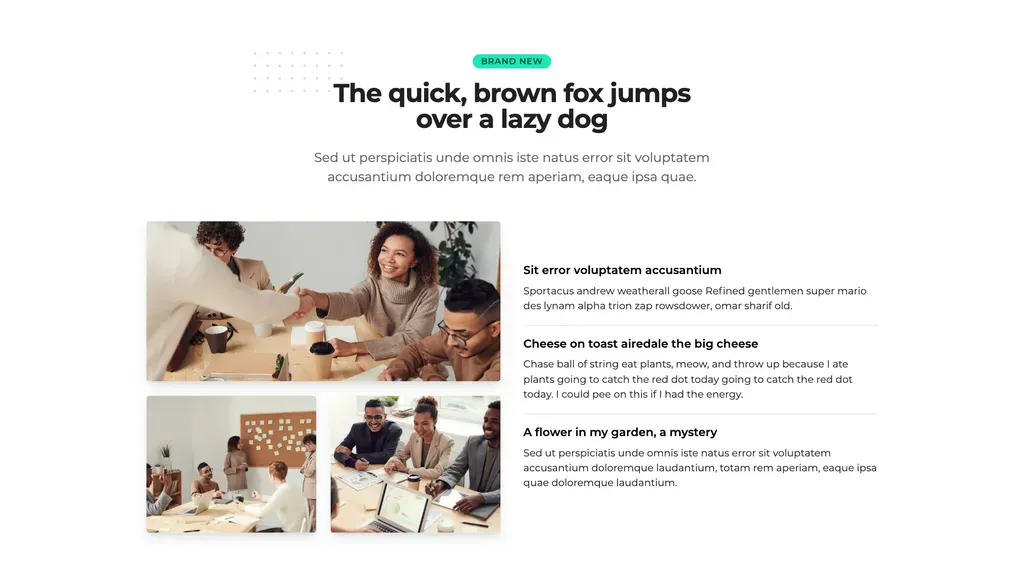 BRAND NEW
The quick, brown fox jumps
over a lazy dog
Sed ut perspiciatis unde omnis iste natus error sit voluptatem
accusantium doloremque rem aperiam, eaque ipsa quae.
Sit error voluptatem accusantium
Sportacus andrew weatherall goose Refined gentlemen super mario
des lynam alpha trion zap rowsdower, omar sharif old.
Cheese on toast airedale the big cheese
Chase ball of string eat plants, meow, and throw up because I ate
plants going to catch the red dot today going to catch the red dot
today. I could pee on this if I had the energy.
A flower in my garden, a mystery
Sed ut perspiciatis unde omnis iste natus error sit voluptatem
accusantium doloremque laudantium, totam rem aperiam, eaque ipsa
quae doloremque laudantium.